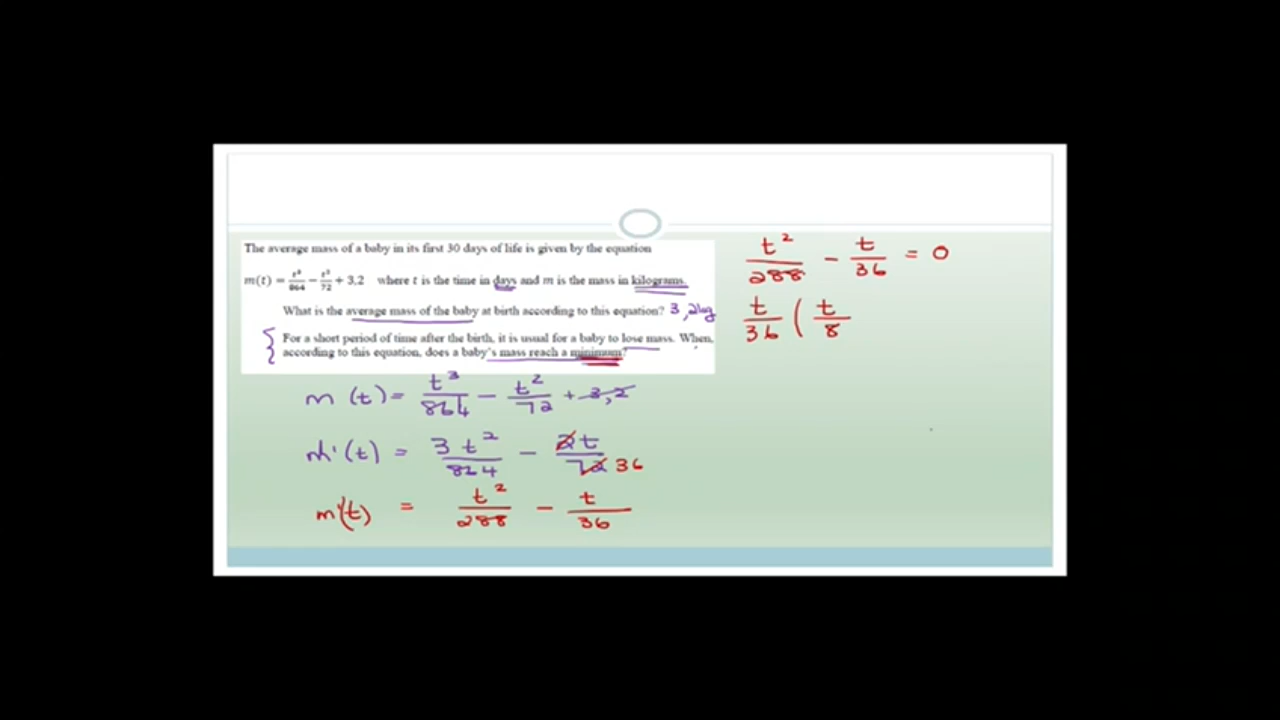 The average mass of a baby in its first 30 days of life is given by the equation
m(t) = t³/864 − t²/72 + 3,2 where t is the time in days and m is the mass in kilograms.
What is the average mass of the baby at birth according to this equation? 3,2kg
For a short period of time after the birth, it is usual for a baby to lose mass. When,
according to this equation, does a baby's mass reach a minimum?
m (t) = t³/864 − t²/72 + 3,2
m'(t) = 3t²/864 − 2t/72 36
m'(t) = t²/288 − t/36
t²/288 − t/36 = 0
t/36 ( t/8